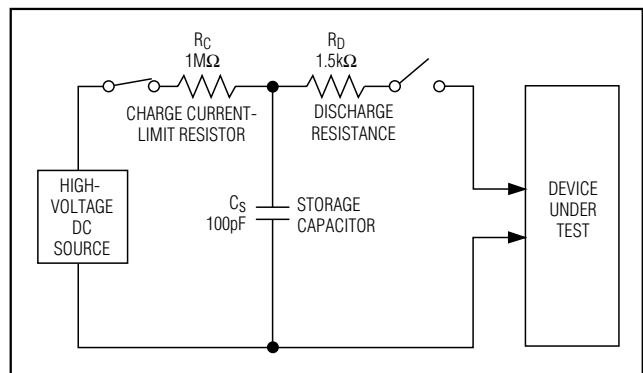 R_C
1MΩ
CHARGE CURRENT-
LIMIT RESISTOR
R_D
1.5kΩ
DISCHARGE
RESISTANCE
HIGH-
VOLTAGE
DC
SOURCE
C_S
100pF
STORAGE
CAPACITOR
DEVICE
UNDER
TEST